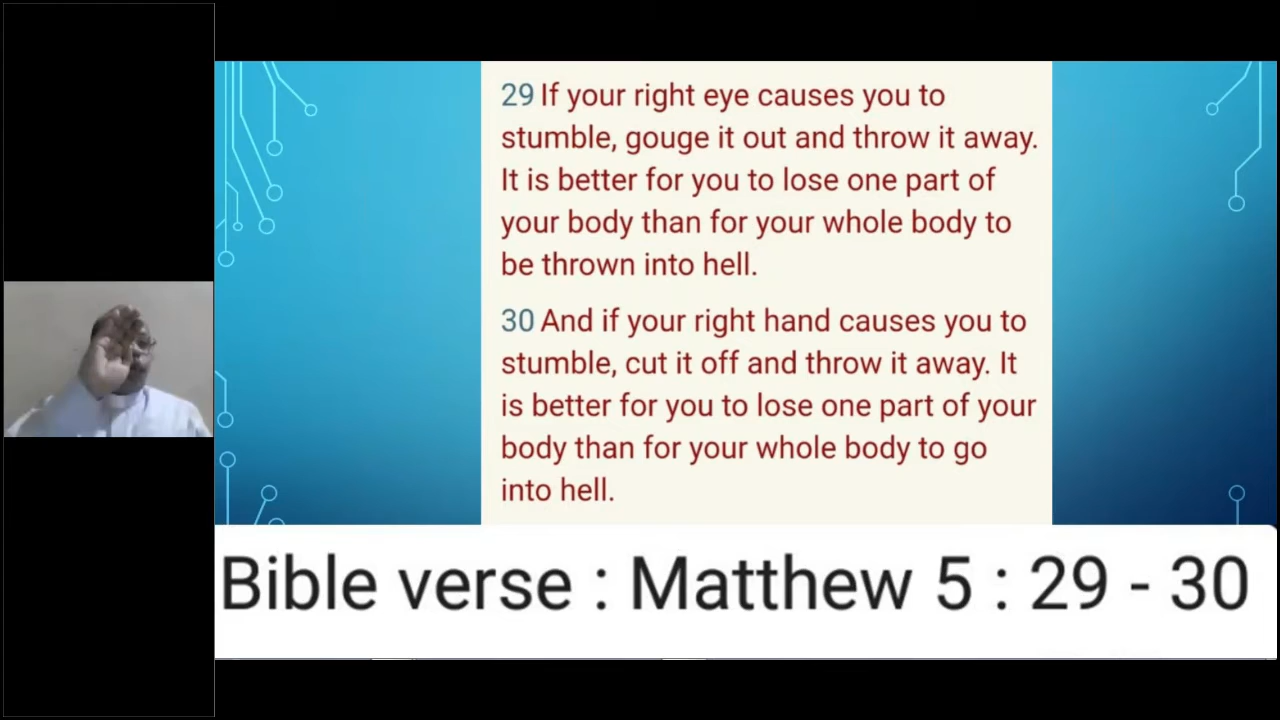 29 If your right eye causes you to
stumble, gouge it out and throw it away.
It is better for you to lose one part of
your body than for your whole body to
be thrown into hell.
30 And if your right hand causes you to
stumble, cut it off and throw it away. It
is better for you to lose one part of your
body than for your whole body to go
into hell.
Bible verse : Matthew 5 : 29 - 30